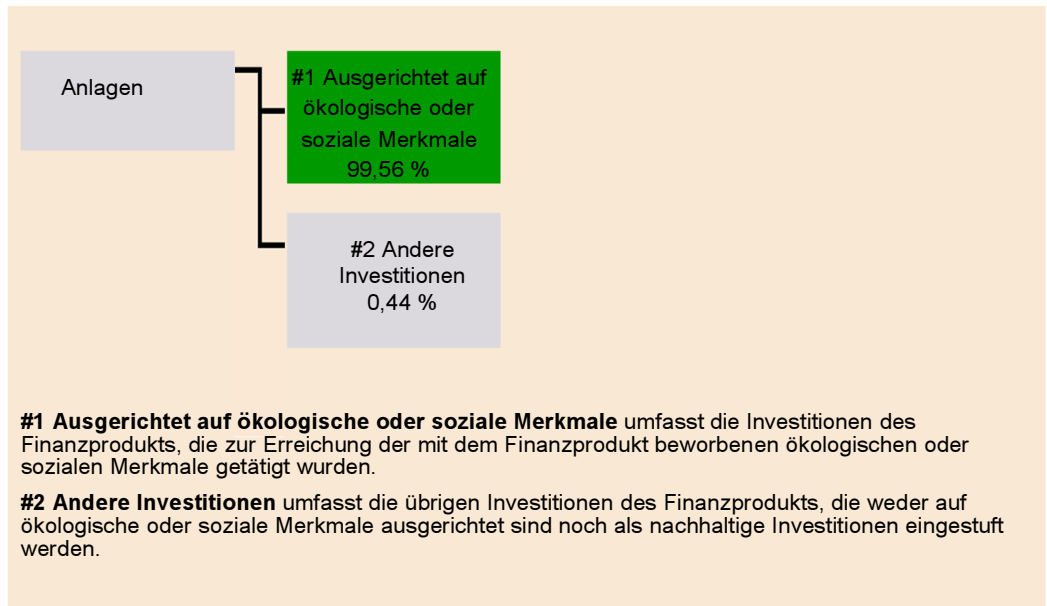 Anlagen
#1 Ausgerichtet auf
ökologische oder
soziale Merkmale
99,56 %
#2 Andere
Investitionen
0,44 %
#1 Ausgerichtet auf ökologische oder soziale Merkmale umfasst die Investitionen des
Finanzprodukts, die zur Erreichung der mit dem Finanzprodukt beworbenen ökologischen oder
sozialen Merkmale getätigt wurden.
#2 Andere Investitionen umfasst die übrigen Investitionen des Finanzprodukts, die weder auf
ökologische oder soziale Merkmale ausgerichtet sind noch als nachhaltige Investitionen eingestuft
werden.